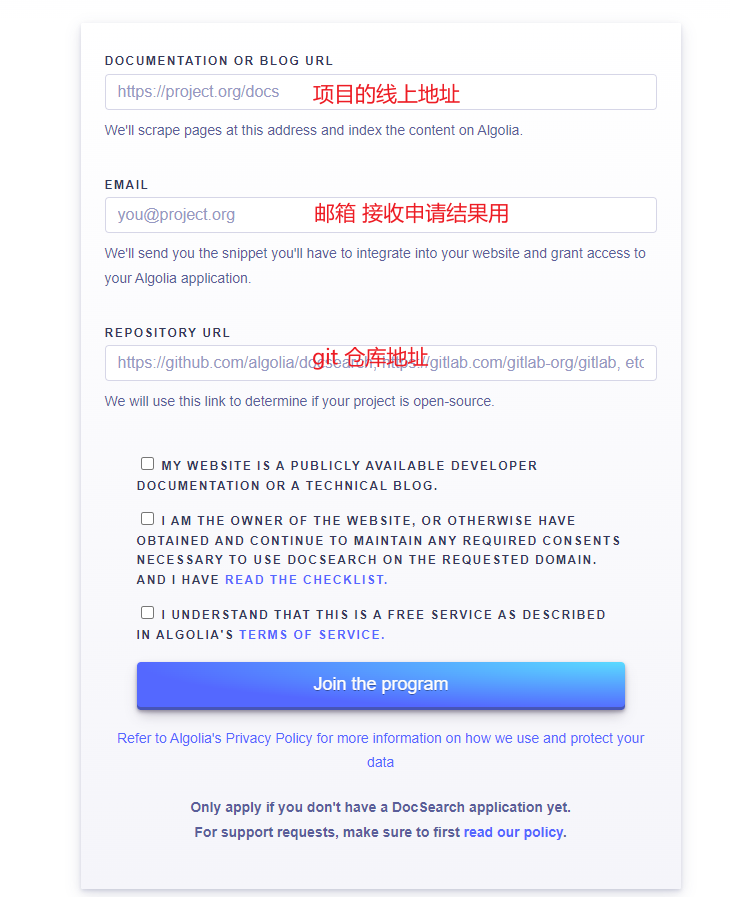 DOCUMENTATION OR BLOG URL
https://project.org/docs 项目的线上地址
We'll scrape pages at this address and index the content on Algolia.
EMAIL
you@project.org 邮箱 接收申请结果用
We'll send you the snippet you'll have to integrate into your website and grant access to
your Algolia application.
REPOSITORY URL
git 仓库地址
https://github.com/algolia/docsearch, https://gitlab.com/gitlab-org/gitlab, etc
We will use this link to determine if your project is open-source.
MY WEBSITE IS A PUBLICLY AVAILABLE DEVELOPER
DOCUMENTATION OR A TECHNICAL BLOG.
I AM THE OWNER OF THE WEBSITE, OR OTHERWISE HAVE
OBTAINED AND CONTINUE TO MAINTAIN ANY REQUIRED CONSENTS
NECESSARY TO USE DOCSEARCH ON THE REQUESTED DOMAIN.
AND I HAVE READ THE CHECKLIST.
I UNDERSTAND THAT THIS IS A FREE SERVICE AS DESCRIBED
IN ALGOLIA'S TERMS OF SERVICE.
Join the program
Refer to Algolia's Privacy Policy for more information on how we use and protect your
data
Only apply if you don't have a DocSearch application yet.
For support requests, make sure to first read our policy.